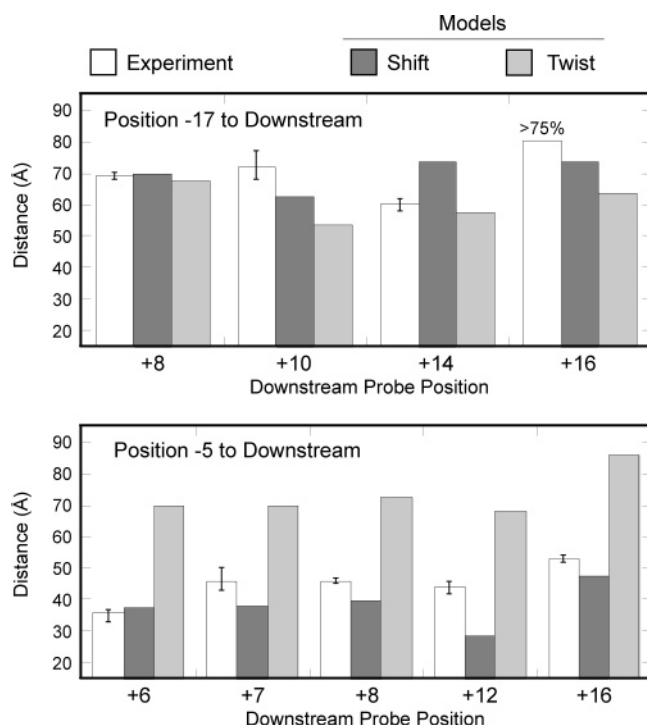 Models
Experiment Shift Twist
Position -17 to Downstream
>75%
Distance (Å)
90
80
70
60
50
40
30
20
+8 +10 +14 +16
Downstream Probe Position
Position -5 to Downstream
Distance (Å)
90
80
70
60
50
40
30
20
+6 +7 +8 +12 +16
Downstream Probe Position